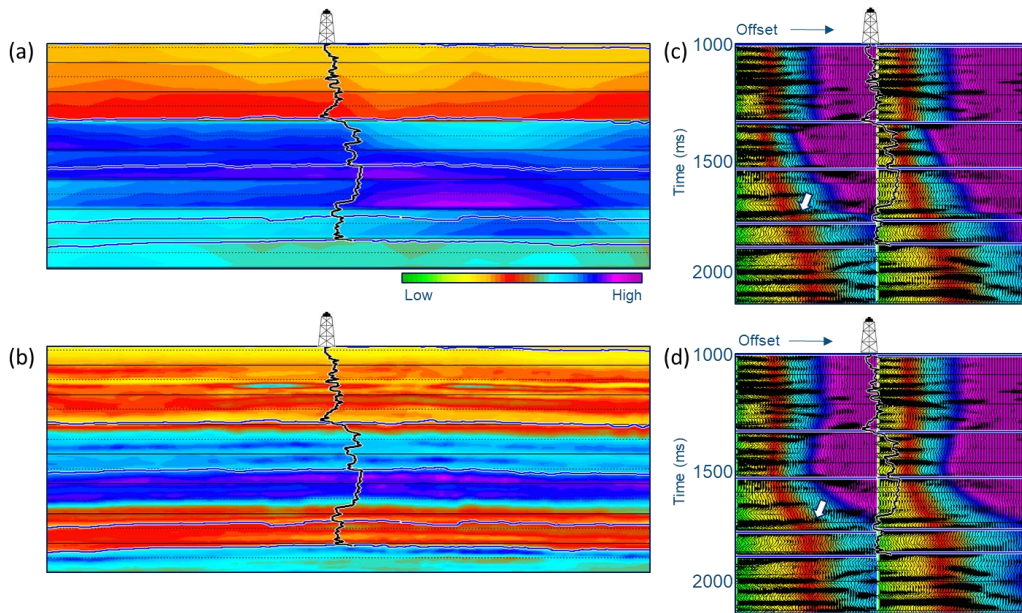 (a)
Low High
(b)
(c)
Offset
1000
1500
2000
Time (ms)
(d)
Offset
1000
1500
2000
Time (ms)